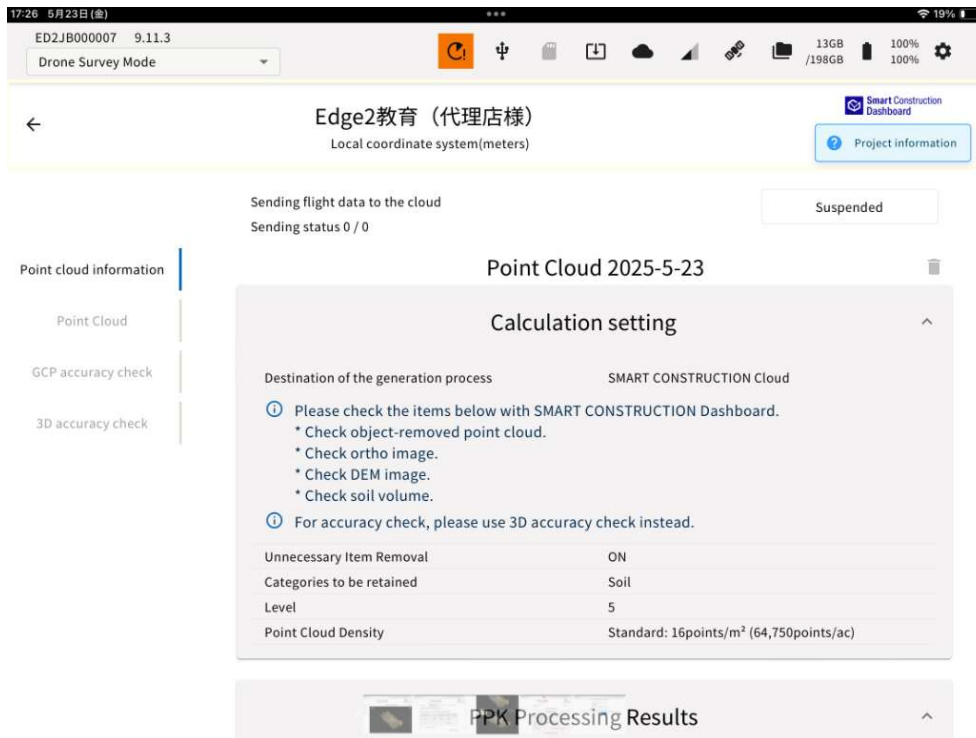 17:26 5月23日(金)
19%
ED2JB000007 9.11.3
Drone Survey Mode
13GB
/198GB
100%
100%
Edge2教育（代理店様）
Local coordinate system(meters)
Smart Construction
Dashboard
Project information
Sending flight data to the cloud
Sending status 0 / 0
Suspended
Point cloud information
Point Cloud
GCP accuracy check
3D accuracy check
Point Cloud 2025-5-23
Calculation setting
Destination of the generation process SMART CONSTRUCTION Cloud
Please check the items below with SMART CONSTRUCTION Dashboard.
* Check object-removed point cloud.
* Check ortho image.
* Check DEM image.
* Check soil volume.
For accuracy check, please use 3D accuracy check instead.
Unnecessary Item Removal ON
Categories to be retained Soil
Level 5
Point Cloud Density Standard: 16points/m² (64,750points/ac)
PPK Processing Results